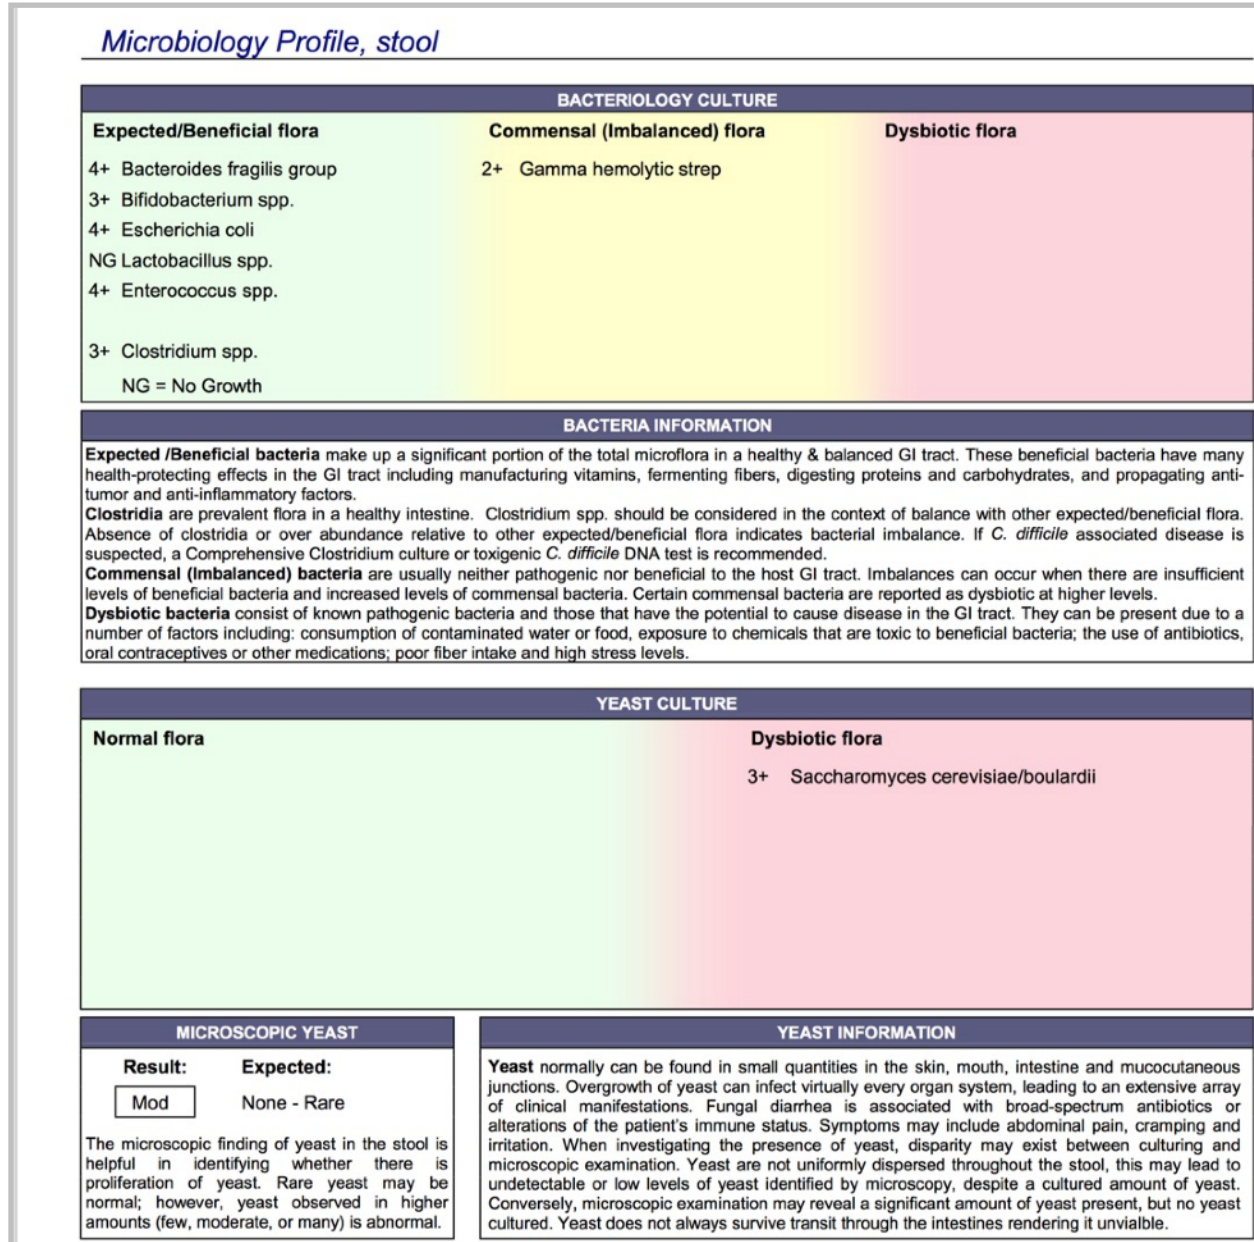 Microbiology Profile, stool
BACTERIOLOGY CULTURE
Expected/Beneficial flora
Commensal (Imbalanced) flora
Dysbiotic flora
4+ Bacteroides fragilis group
3+ Bifidobacterium spp.
4+ Escherichia coli
NG Lactobacillus spp.
4+ Enterococcus spp.
3+ Clostridium spp.
NG = No Growth
2+ Gamma hemolytic strep
BACTERIA INFORMATION
Expected /Beneficial bacteria make up a significant portion of the total microflora in a healthy & balanced GI tract. These beneficial bacteria have many
health-protecting effects in the GI tract including manufacturing vitamins, fermenting fibers, digesting proteins and carbohydrates, and propagating anti-
tumor and anti-inflammatory factors.
Clostridia are prevalent flora in a healthy intestine. Clostridium spp. should be considered in the context of balance with other expected/beneficial flora.
Absence of clostridia or over abundance relative to other expected/beneficial flora indicates bacterial imbalance. If C. difficile associated disease is
suspected, a Comprehensive Clostridium culture or toxigenic C. difficile DNA test is recommended.
Commensal (Imbalanced) bacteria are usually neither pathogenic nor beneficial to the host GI tract. Imbalances can occur when there are insufficient
levels of beneficial bacteria and increased levels of commensal bacteria. Certain commensal bacteria are reported as dysbiotic at higher levels.
Dysbiotic bacteria consist of known pathogenic bacteria and those that have the potential to cause disease in the GI tract. They can be present due to a
number of factors including: consumption of contaminated water or food, exposure to chemicals that are toxic to beneficial bacteria; the use of antibiotics,
oral contraceptives or other medications; poor fiber intake and high stress levels.
YEAST CULTURE
Normal flora
Dysbiotic flora
3+ Saccharomyces cerevisiae/boulardii
MICROSCOPIC YEAST
Result: Expected:
Mod None - Rare
The microscopic finding of yeast in the stool is
helpful in identifying whether there is
proliferation of yeast. Rare yeast may be
normal; however, yeast observed in higher
amounts (few, moderate, or many) is abnormal.
YEAST INFORMATION
Yeast normally can be found in small quantities in the skin, mouth, intestine and mucocutaneous
junctions. Overgrowth of yeast can infect virtually every organ system, leading to an extensive array
of clinical manifestations. Fungal diarrhea is associated with broad-spectrum antibiotics or
alterations of the patient's immune status. Symptoms may include abdominal pain, cramping and
irritation. When investigating the presence of yeast, disparity may exist between culturing and
microscopic examination. Yeast are not uniformly dispersed throughout the stool, this may lead to
undetectable or low levels of yeast identified by microscopy, despite a cultured amount of yeast.
Conversely, microscopic examination may reveal a significant amount of yeast present, but no yeast
cultured. Yeast does not always survive transit through the intestines rendering it unvialble.